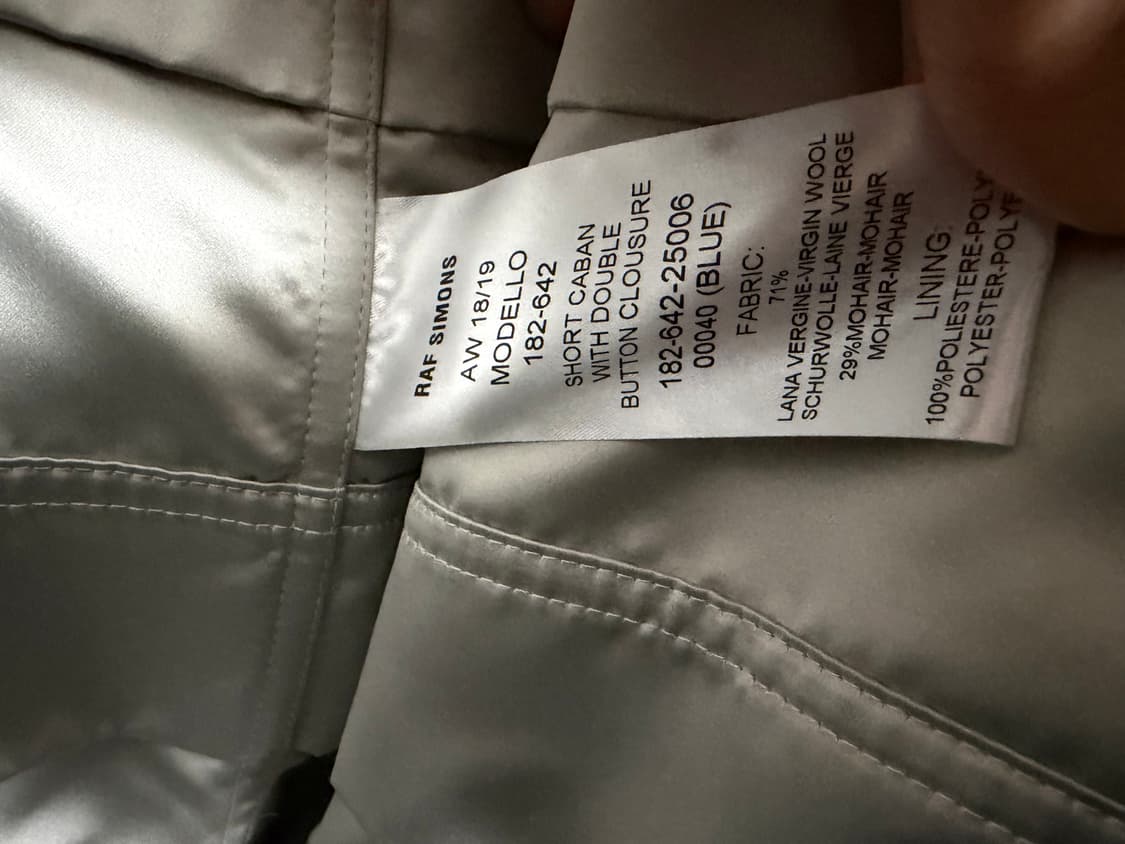 RAF SIMONS
AW 18/19
MODELLO
182-642
SHORT CABAN
WITH DOUBLE
BUTTON CLOUSURE
182-642-25006
00040 (BLUE)
FABRIC:
71%
LANA VERGINE-VIRGIN WOOL
SCHURWOLLE-LAINE VIERGE
29%MOHAIR-MOHAIR
MOHAIR-MOHAIR
LINING:
100%POLIESTERE-POLY
POLYESTER-POLYE